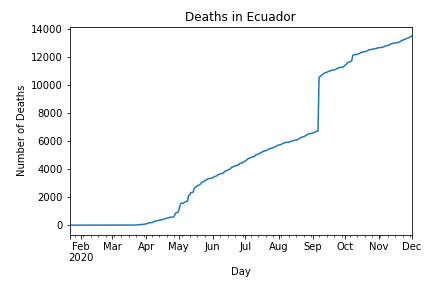 Deaths in Ecuador
14000
12000
10000
8000
6000
4000
2000
0
Number of Deaths
Feb Mar Apr May Jun Jul Aug Sep Oct Nov Dec
2020
Day